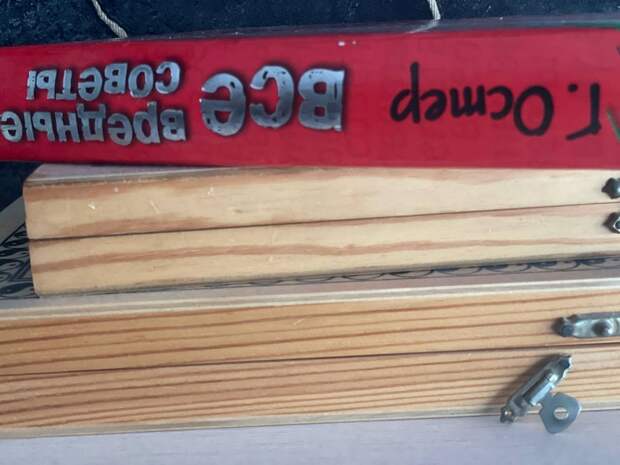 Г. Остер
все
вредные
советы